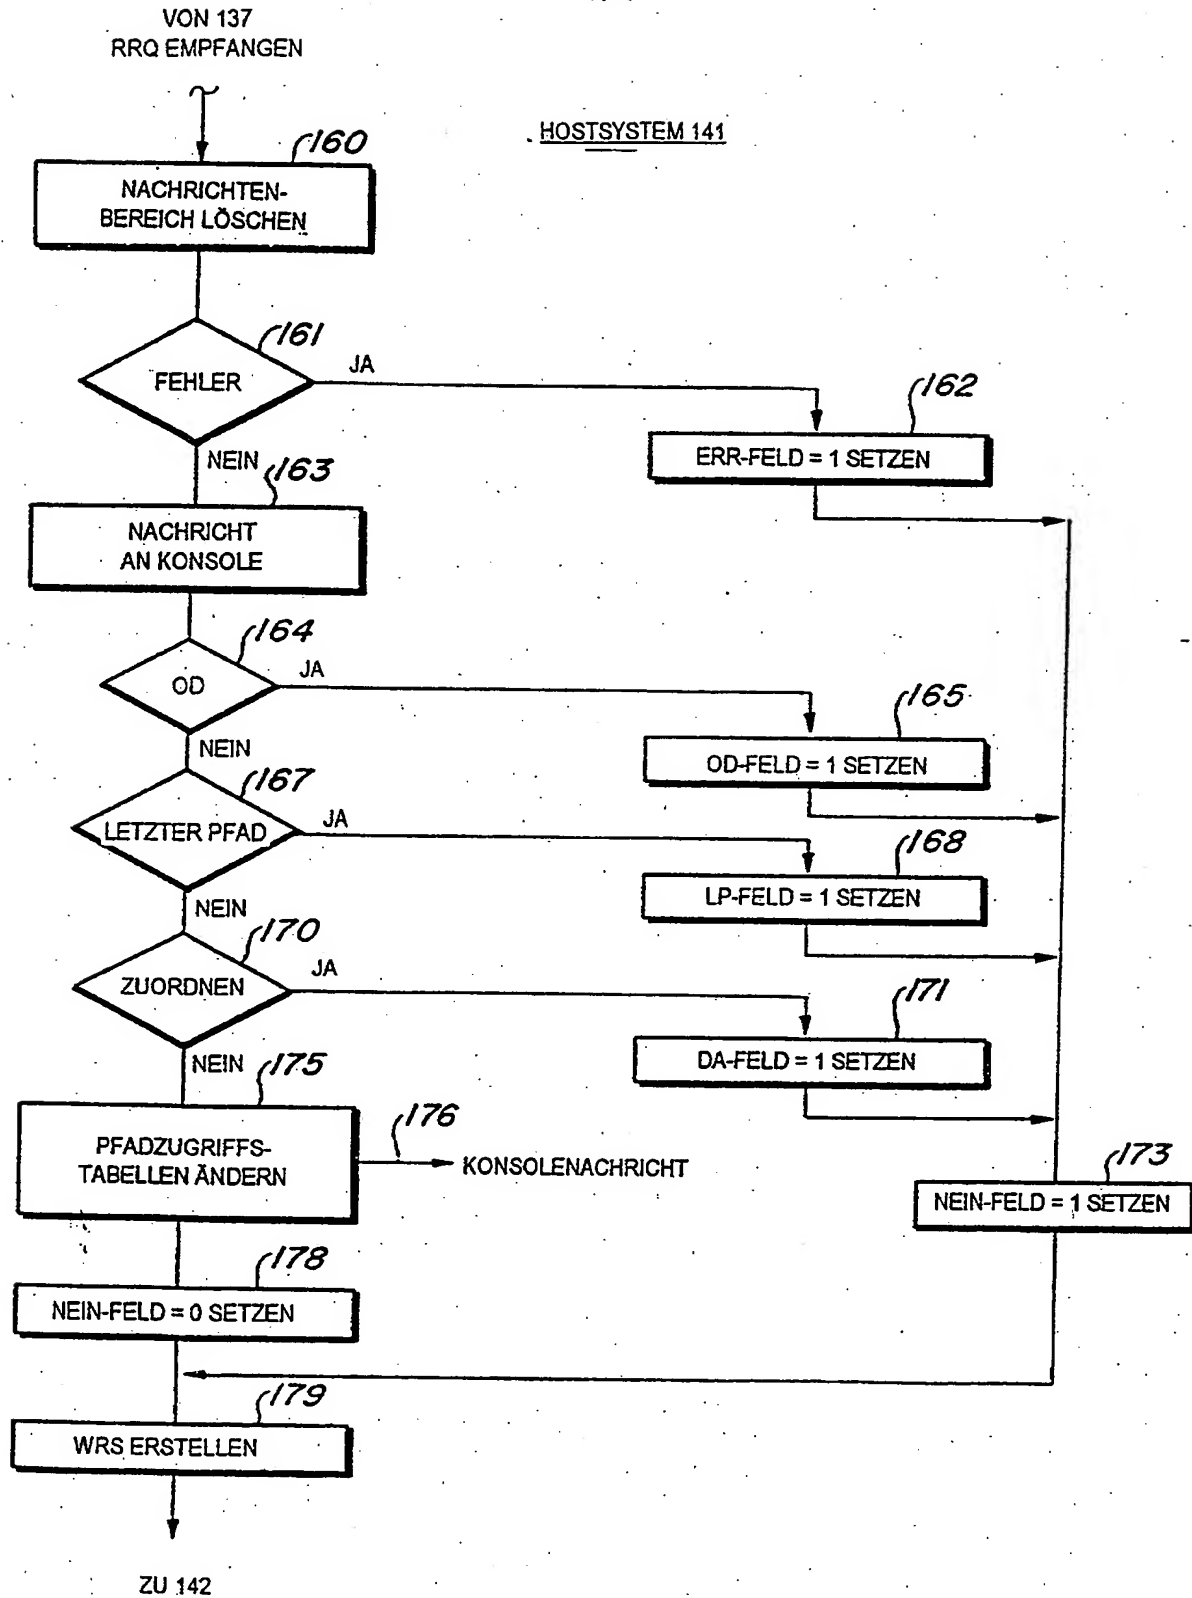 VON 137
RRQ EMPFANGEN
HOSTSYSTEM 141
160
NACHRICHTEN-
BEREICH LÖSCHEN
161
FEHLER
JA
162
ERR-FELD = 1 SETZEN
NEIN
163
NACHRICHT
AN KONSOLE
164
OD
JA
165
OD-FELD = 1 SETZEN
NEIN
167
LETZTER PFAD
JA
168
LP-FELD = 1 SETZEN
NEIN
170
ZUORDNEN
JA
171
DA-FELD = 1 SETZEN
NEIN
175
PFADZUGRIFFS-
TABELLEN ÄNDERN
176
KONSOLENACHRICHT
173
NEIN-FELD = 1 SETZEN
178
NEIN-FELD = 0 SETZEN
179
WRS ERSTELLEN
ZU 142